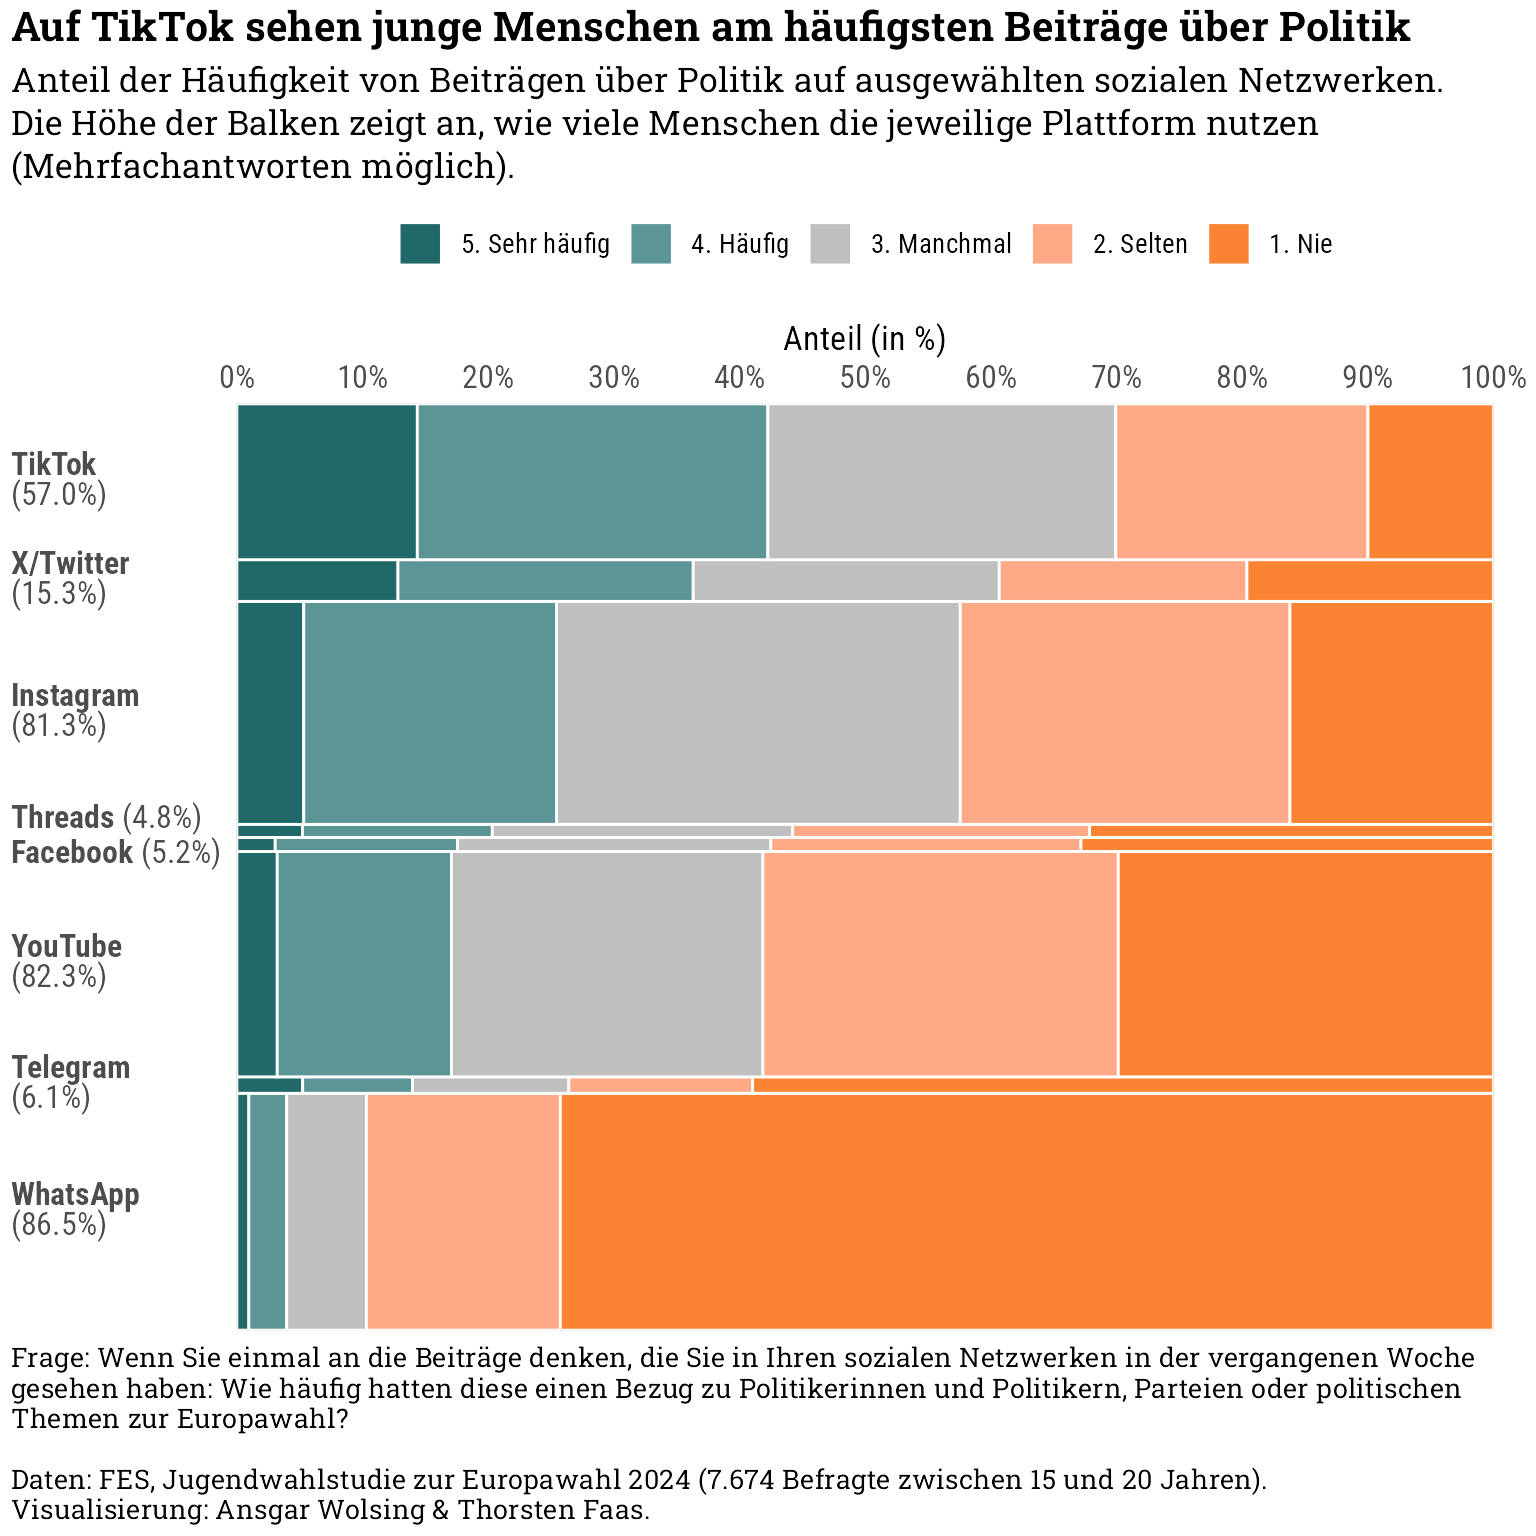 Auf TikTok sehen junge Menschen am häufigsten Beiträge über Politik
Anteil der Häufigkeit von Beiträgen über Politik auf ausgewählten sozialen Netzwerken.
Die Höhe der Balken zeigt an, wie viele Menschen die jeweilige Plattform nutzen
(Mehrfachantworten möglich).
5. Sehr häufig 4. Häufig 3. Manchmal 2. Selten 1. Nie
Anteil (in %)
0% 10% 20% 30% 40% 50% 60% 70% 80% 90% 100%
TikTok
(57.0%)
X/Twitter
(15.3%)
Instagram
(81.3%)
Threads (4.8%)
Facebook (5.2%)
YouTube
(82.3%)
Telegram
(6.1%)
WhatsApp
(86.5%)
Frage: Wenn Sie einmal an die Beiträge denken, die Sie in Ihren sozialen Netzwerken in der vergangenen Woche
gesehen haben: Wie häufig hatten diese einen Bezug zu Politikerinnen und Politikern, Parteien oder politischen
Themen zur Europawahl?
Daten: FES, Jugendwahlstudie zur Europawahl 2024 (7.674 Befragte zwischen 15 und 20 Jahren).
Visualisierung: Ansgar Wolsing & Thorsten Faas.